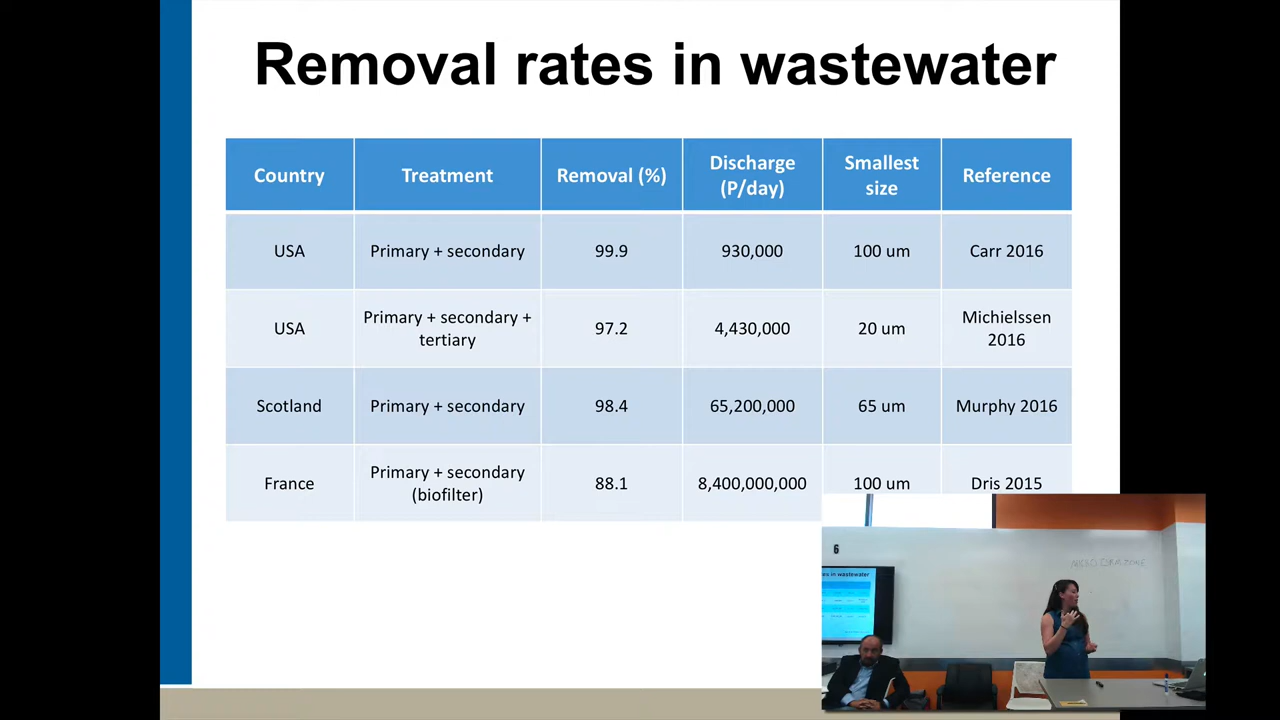 Removal rates in wastewater
Country
Treatment
Removal (%)
Discharge
(P/day)
Smallest
size
Reference
USA
Primary + secondary
99.9
930,000
100 um
Carr 2016
USA
Primary + secondary +
tertiary
97.2
4,430,000
20 um
Michielssen
2016
Scotland
Primary + secondary
98.4
65,200,000
65 um
Murphy 2016
France
Primary + secondary
(biofilter)
88.1
8,400,000,000
100 um
Dris 2015
6
es in wastewater